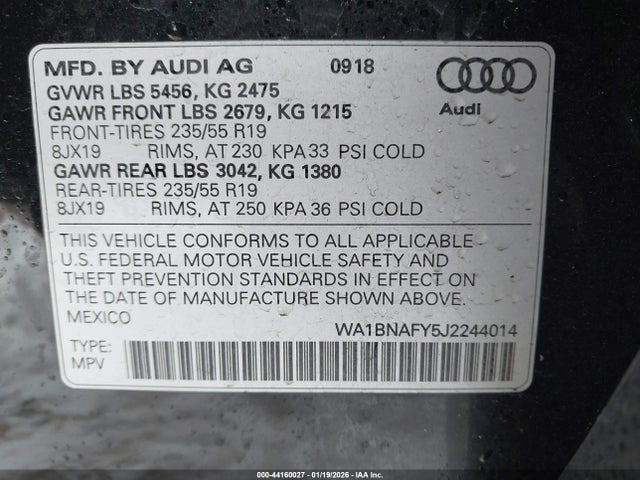 MFD. BY AUDI AG 0918
GVWR LBS 5456, KG 2475
GAWR FRONT LBS 2679, KG 1215
Audi
FRONT-TIRES 235/55 R19
8JX19 RIMS, AT 230 KPA 33 PSI COLD
GAWR REAR LBS 3042, KG 1380
REAR-TIRES 235/55 R19
8JX19 RIMS, AT 250 KPA 36 PSI COLD
THIS VEHICLE CONFORMS TO ALL APPLICABLE
U.S. FEDERAL MOTOR VEHICLE SAFETY AND
THEFT PREVENTION STANDARDS IN EFFECT ON
THE DATE OF MANUFACTURE SHOWN ABOVE.
MEXICO WA1BNAFY5J2244014
TYPE:
MPV
000-44160027 - 01/19/2026 - IAA Inc.